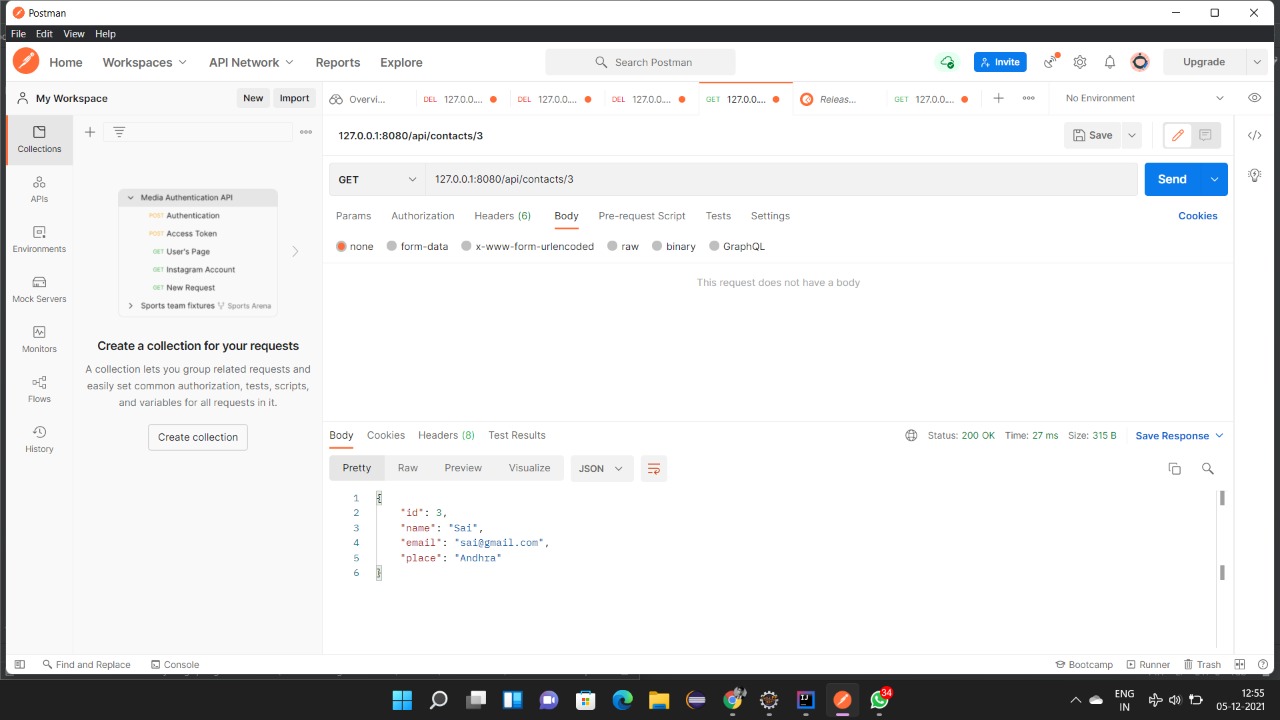 Postman
File Edit View Help
Home Workspaces API Network Reports Explore Search Postman Invite Upgrade
My Workspace New Import Overvi... DEL 127.0.... DEL 127.0.... DEL 127.0.... GET 127.0.... Releas... GET 127.0.... No Environment
Collections
APIs
Environments
Mock Servers
Monitors
Flows
History
Media Authentication API
POST Authentication
POST Access Token
GET User's Page
GET Instagram Account
GET New Request
Sports team fixtures Sports Arena
Create a collection for your requests
A collection lets you group related requests and
easily set common authorization, tests, scripts,
and variables for all requests in it.
Create collection
127.0.0.1:8080/api/contacts/3 Save
GET 127.0.0.1:8080/api/contacts/3 Send
Params Authorization Headers (6) Body Pre-request Script Tests Settings Cookies
none form-data x-www-form-urlencoded raw binary GraphQL
This request does not have a body
Body Cookies Headers (8) Test Results Status: 200 OK Time: 27 ms Size: 315 B Save Response
Pretty Raw Preview Visualize JSON
1 {
2 "id": 3,
3 "name": "Sai",
4 "email": "sai@gmail.com",
5 "place": "Andhra"
6 }
Find and Replace Console Bootcamp Runner Trash
IJ 34 ENG 12:55
IN 05-12-2021